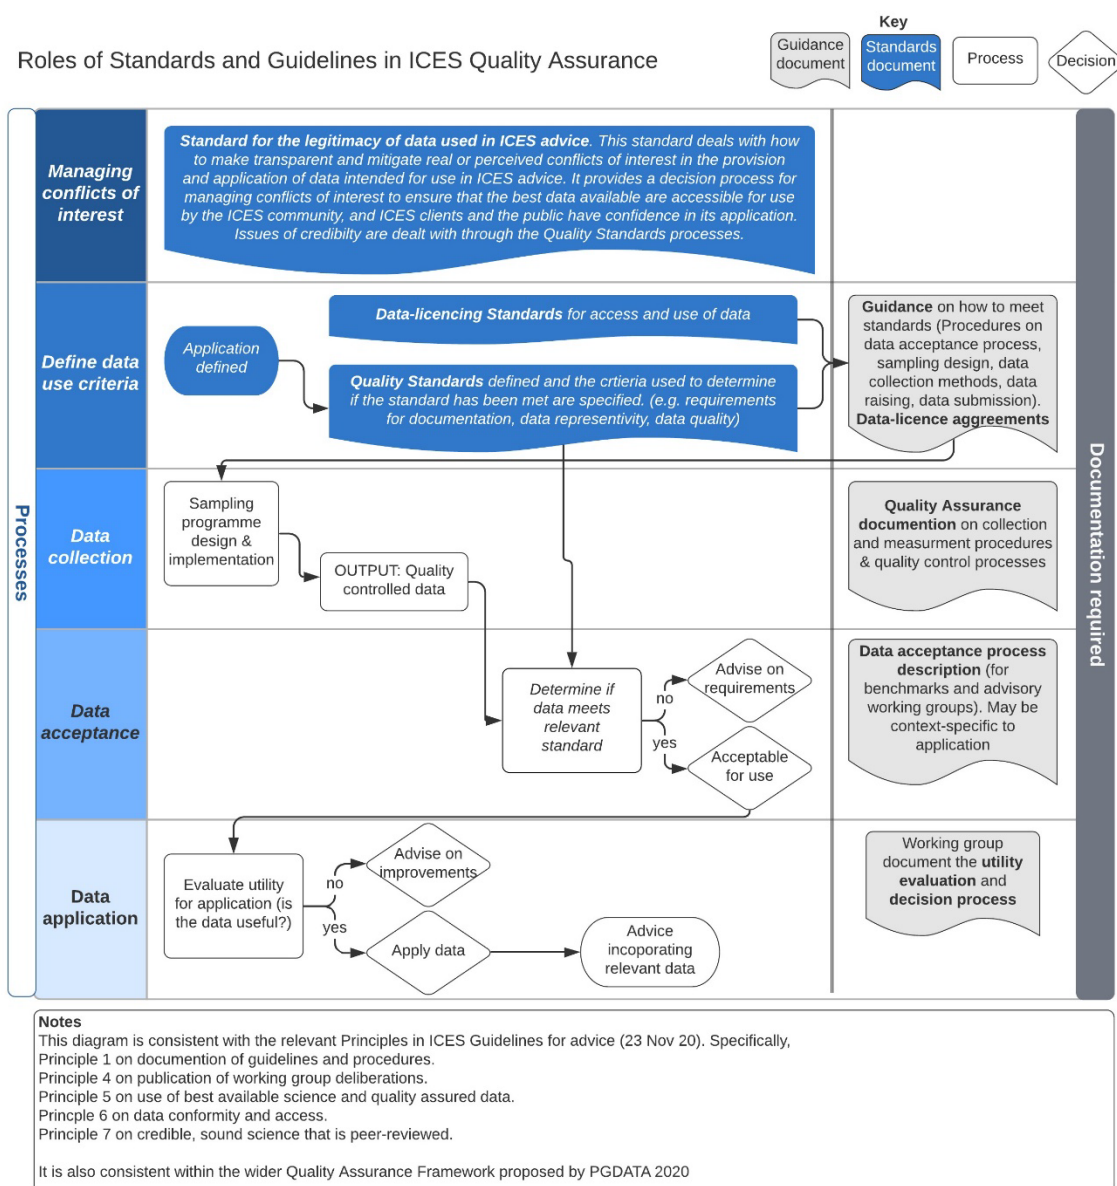 Roles of Standards and Guidelines in ICES Quality Assurance
Key
Guidance
document
Standards
document
Process
Decision
Processes
Documentation required
Managing
conflicts of
interest
Standard for the legitimacy of data used in ICES advice. This standard deals with how
to make transparent and mitigate real or perceived conflicts of interest in the provision
and application of data intended for use in ICES advice. It provides a decision process for
managing conflicts of interest to ensure that the best data available are accessible for use
by the ICES community, and ICES clients and the public have confidence in its application.
Issues of credibilty are dealt with through the Quality Standards processes.
Define data
use criteria
Application
defined
Data-licencing Standards for access and use of data
Quality Standards defined and the crtieria used to determine
if the standard has been met are specified. (e.g. requirements
for documentation, data representivity, data quality)
Guidance on how to meet
standards (Procedures on
data acceptance process,
sampling design, data
collection methods, data
raising, data submission).
Data-licence aggreements
Data
collection
Sampling
programme
design &
implementation
OUTPUT: Quality
controlled data
Quality Assurance
documention on collection
and measurment procedures
& quality control processes
Data
acceptance
Determine if
data meets
relevant
standard
no
yes
Advise on
requirements
Acceptable
for use
Data acceptance process
description (for
benchmarks and advisory
working groups). May be
context-specific to
application
Data
application
Evaluate utility
for application (is
the data useful?)
no
yes
Advise on
improvements
Apply data
Advice
incoporating
relevant data
Working group
document the utility
evaluation and
decision process
Notes
This diagram is consistent with the relevant Principles in ICES Guidelines for advice (23 Nov 20). Specifically,
Principle 1 on documention of guidelines and procedures.
Principle 4 on publication of working group deliberations.
Principle 5 on use of best available science and quality assured data.
Princple 6 on data conformity and access.
Principle 7 on credible, sound science that is peer-reviewed.
It is also consistent within the wider Quality Assurance Framework proposed by PGDATA 2020